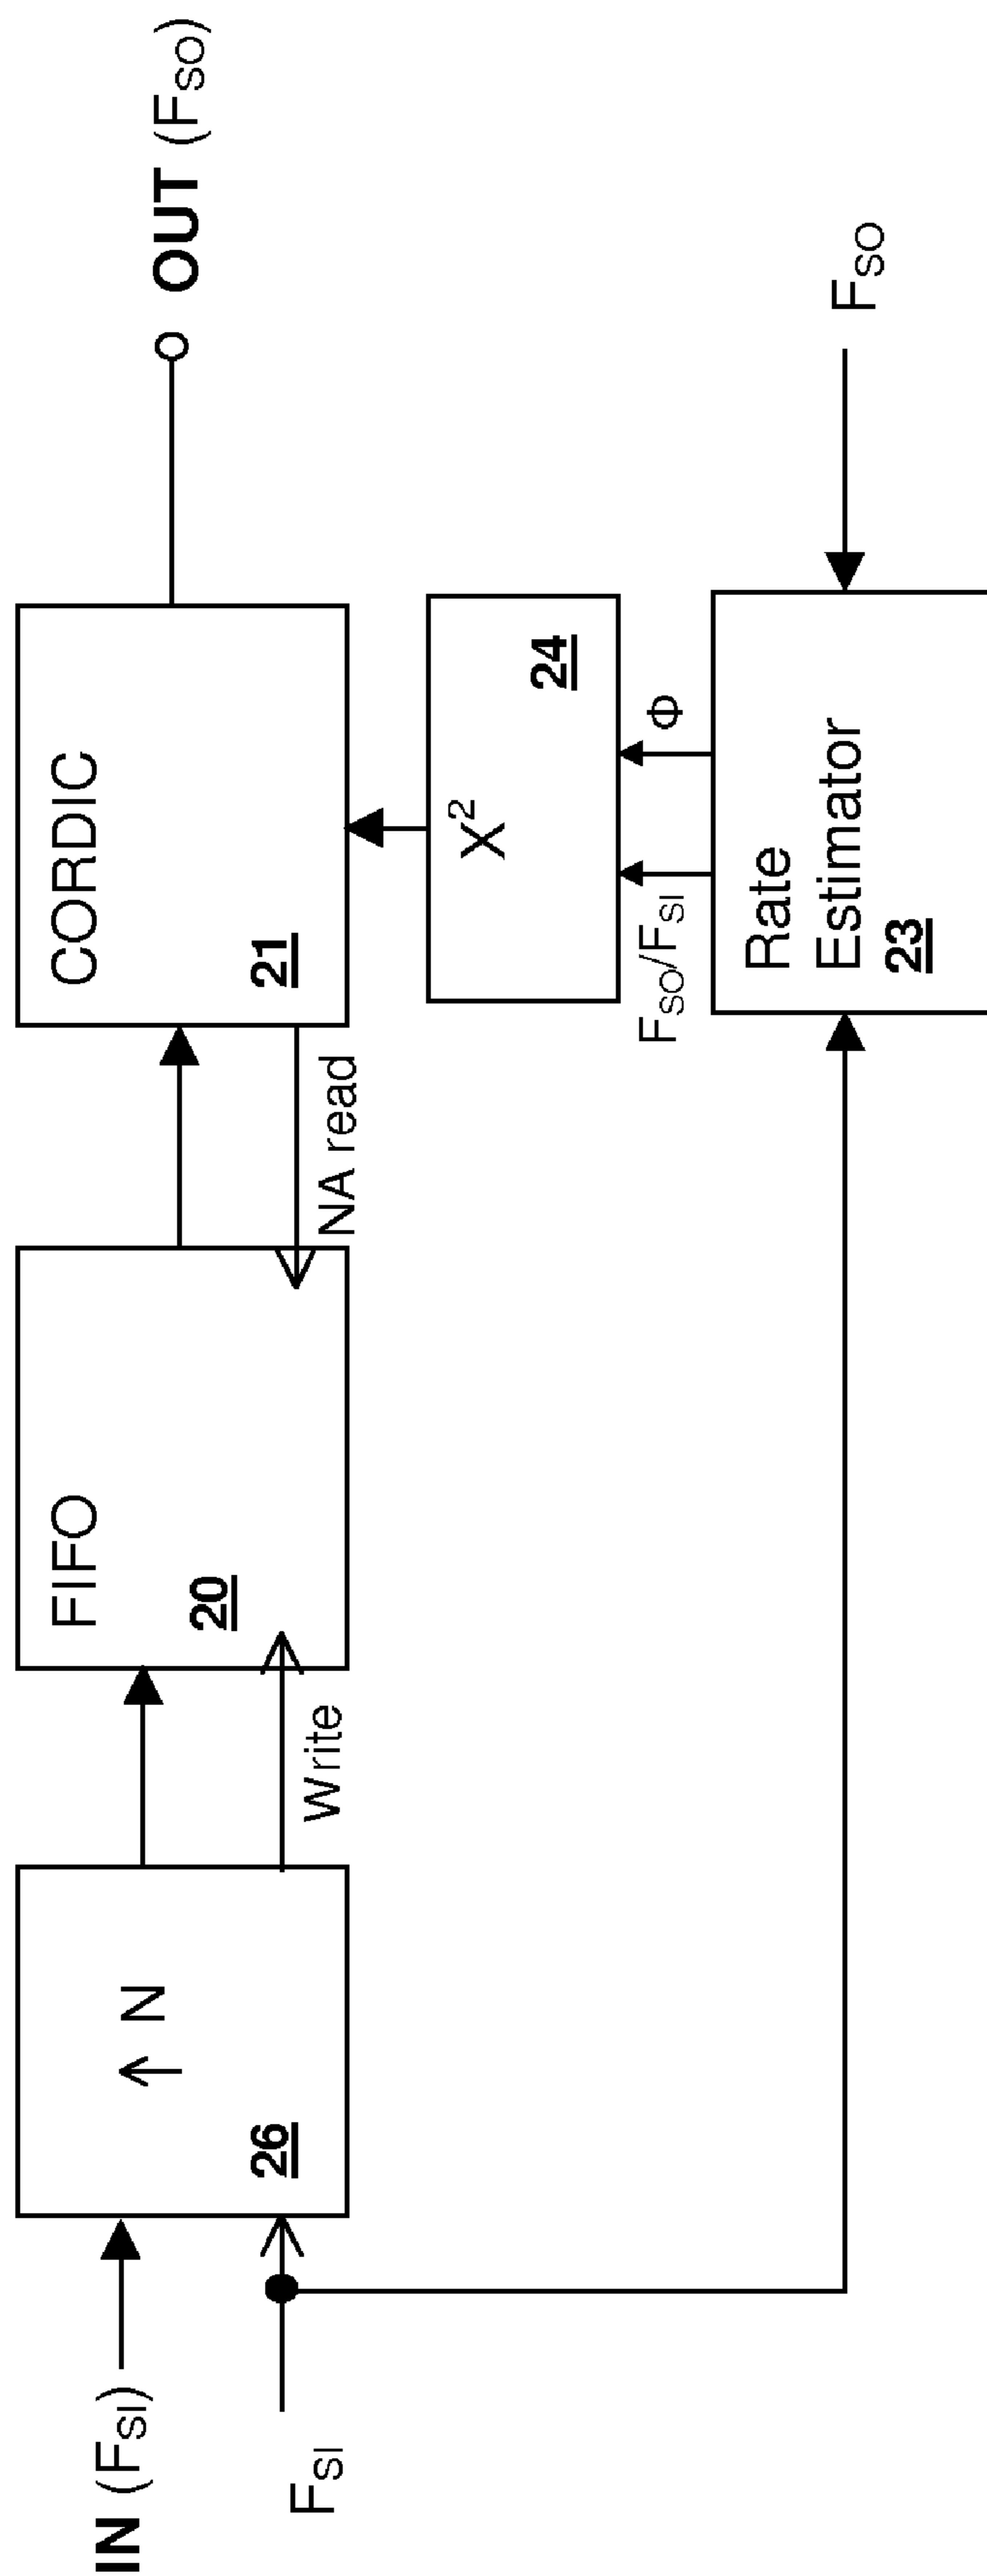 IN (FSI)
FSI
↑ N
26
Write
FIFO
20
NA read
CORDIC
21
OUT (FSO)
X²
24
FSO/FSI
Φ
Rate
Estimator
23
FSO